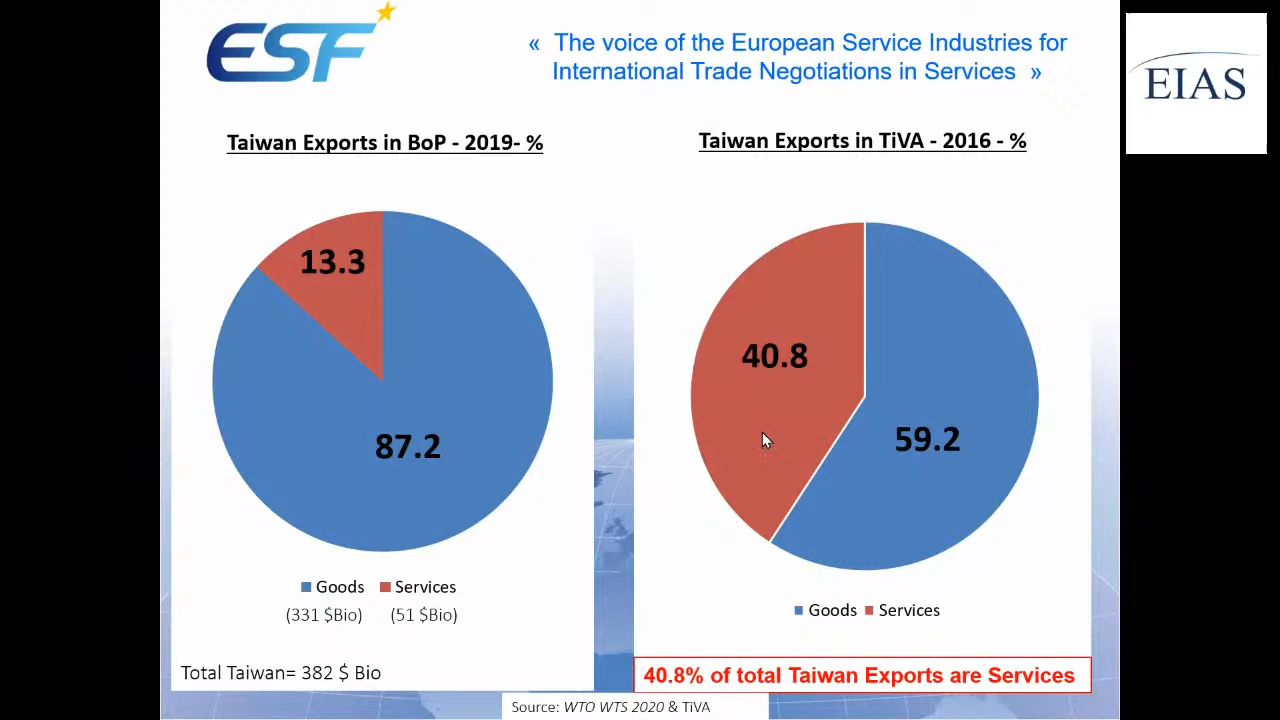 ESF
« The voice of the European Service Industries for
International Trade Negotiations in Services »
EIAS
Taiwan Exports in BoP - 2019- %
13.3
87.2
Goods Services
(331 $Bio) (51 $Bio)
Total Taiwan= 382 $ Bio
Taiwan Exports in TiVA - 2016 - %
40.8
59.2
Goods Services
40.8% of total Taiwan Exports are Services
Source: WTO WTS 2020 & TiVA